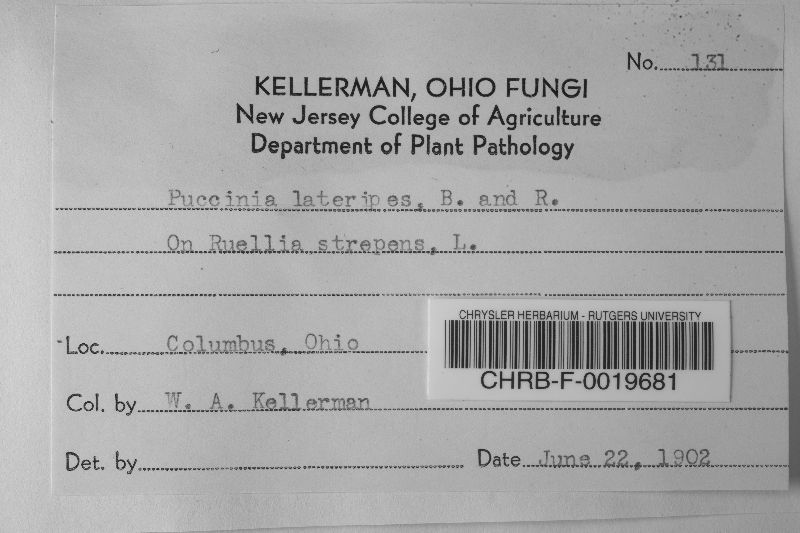 No. 131
KELLERMAN, OHIO FUNGI
New Jersey College of Agriculture
Department of Plant Pathology
Puccinia lateripes, B. and R.
On Ruellia strepens, L.
Loc. Columbus, Ohio
CHRYSLER HERBARIUM - RUTGERS UNIVERSITY
CHRB-F-0019681
Col. by W. A. Kellerman
Det. by Date June 22, 1902